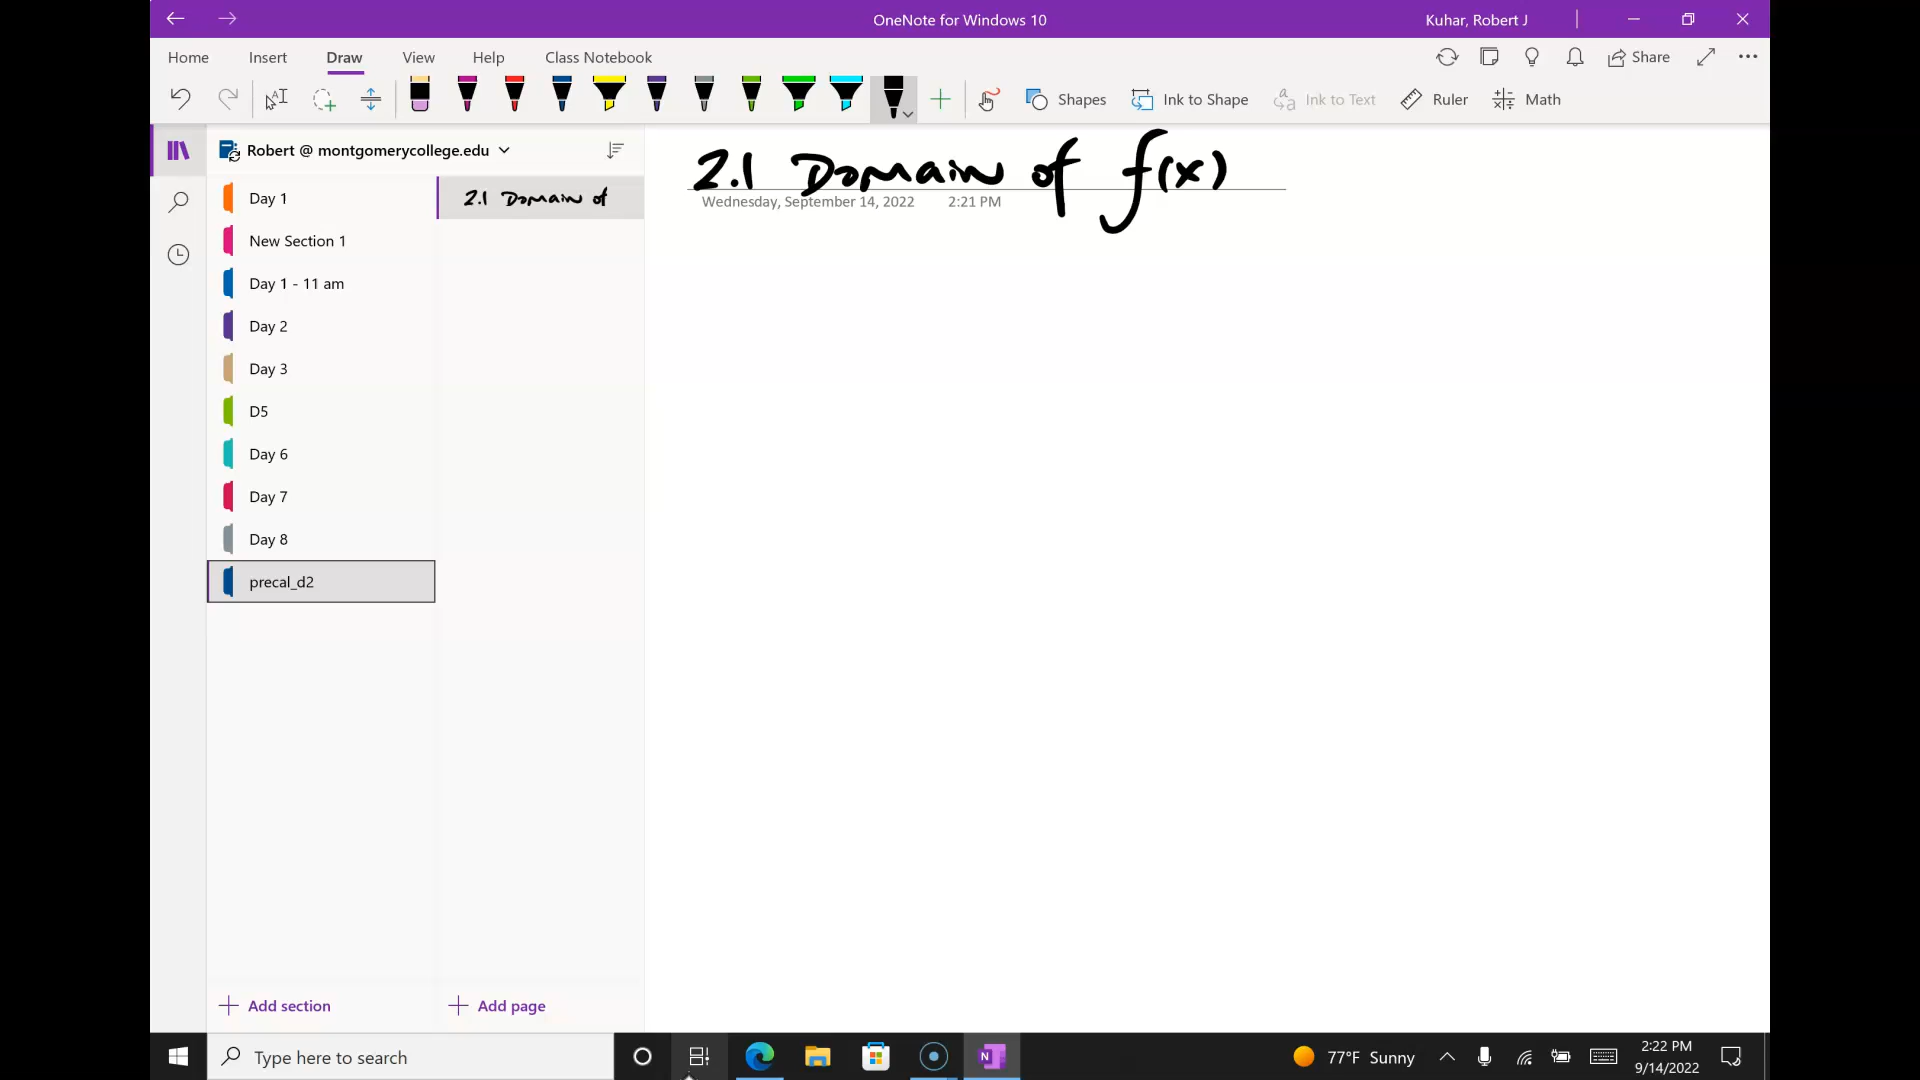 OneNote for Windows 10
Kuhar, Robert J
Home Insert Draw View Help Class Notebook
Share
Shapes Ink to Shape Ink to Text Ruler Math
Robert @ montgomerycollege.edu
Day 1
New Section 1
Day 1 - 11 am
Day 2
Day 3
D5
Day 6
Day 7
Day 8
precal_d2
Add section
2.1 Domain of
Add page
2.1 Domain of f(x)
Wednesday, September 14, 2022 2:21 PM
Type here to search
77°F Sunny
2:22 PM
9/14/2022